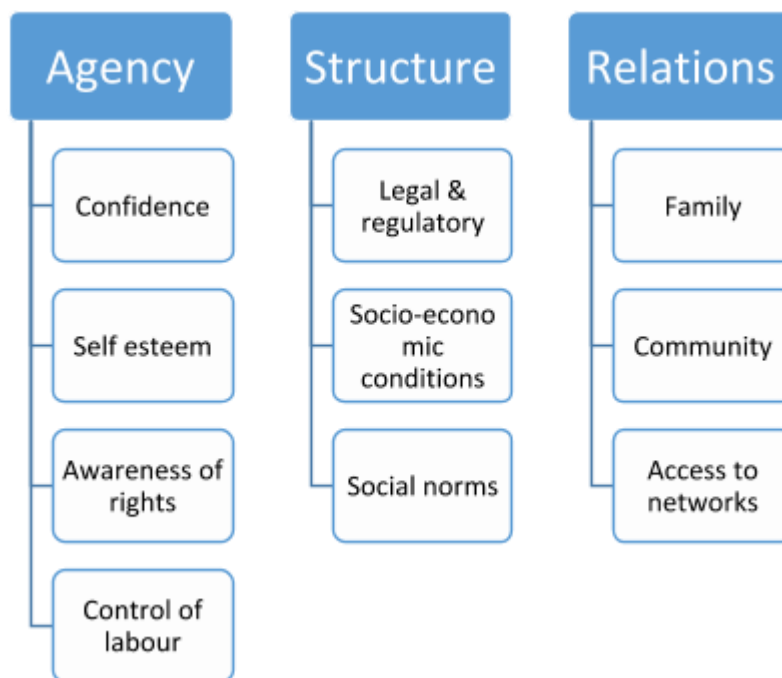 Agency
Confidence
Self esteem
Awareness of
rights
Control of
labour
Structure
Legal &
regulatory
Socio-econo
mic
conditions
Social norms
Relations
Family
Community
Access to
networks